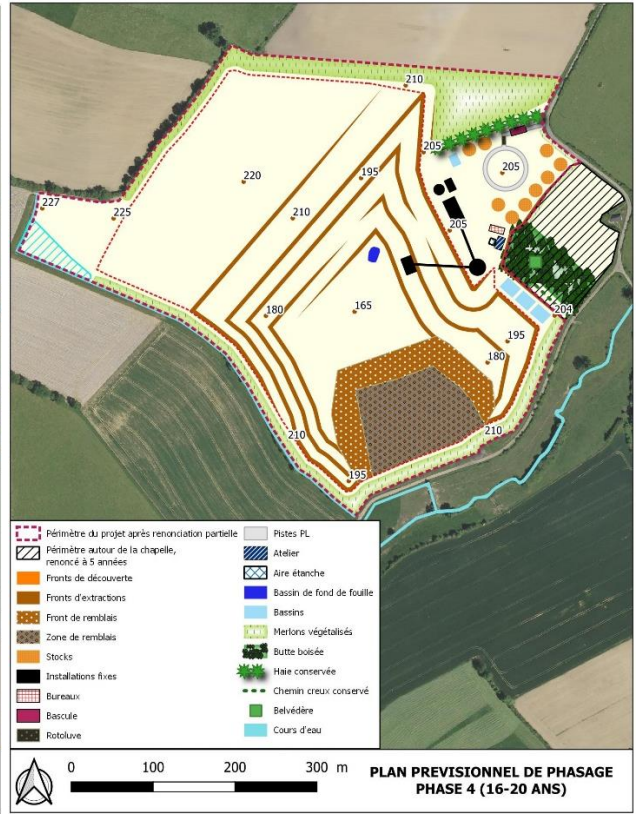 210
205
205
195
220
227
225
210
205
204
180
165
195
180
210
210
195
Périmètre du projet après renonciation partielle
Périmètre autour de la chapelle,
renoncé à 5 années
Fronts de découverte
Fronts d'extractions
Front de remblais
Zone de remblais
Stocks
Installations fixes
Bureaux
Bascule
Rotoluve
Pistes PL
Atelier
Aire étanche
Bassin de fond de fouille
Bassins
Merlons végétalisés
Butte boisée
Haie conservée
Chemin creux conservé
Belvédère
Cours d'eau
0 100 200 300 m
PLAN PREVISIONNEL DE PHASAGE
PHASE 4 (16-20 ANS)